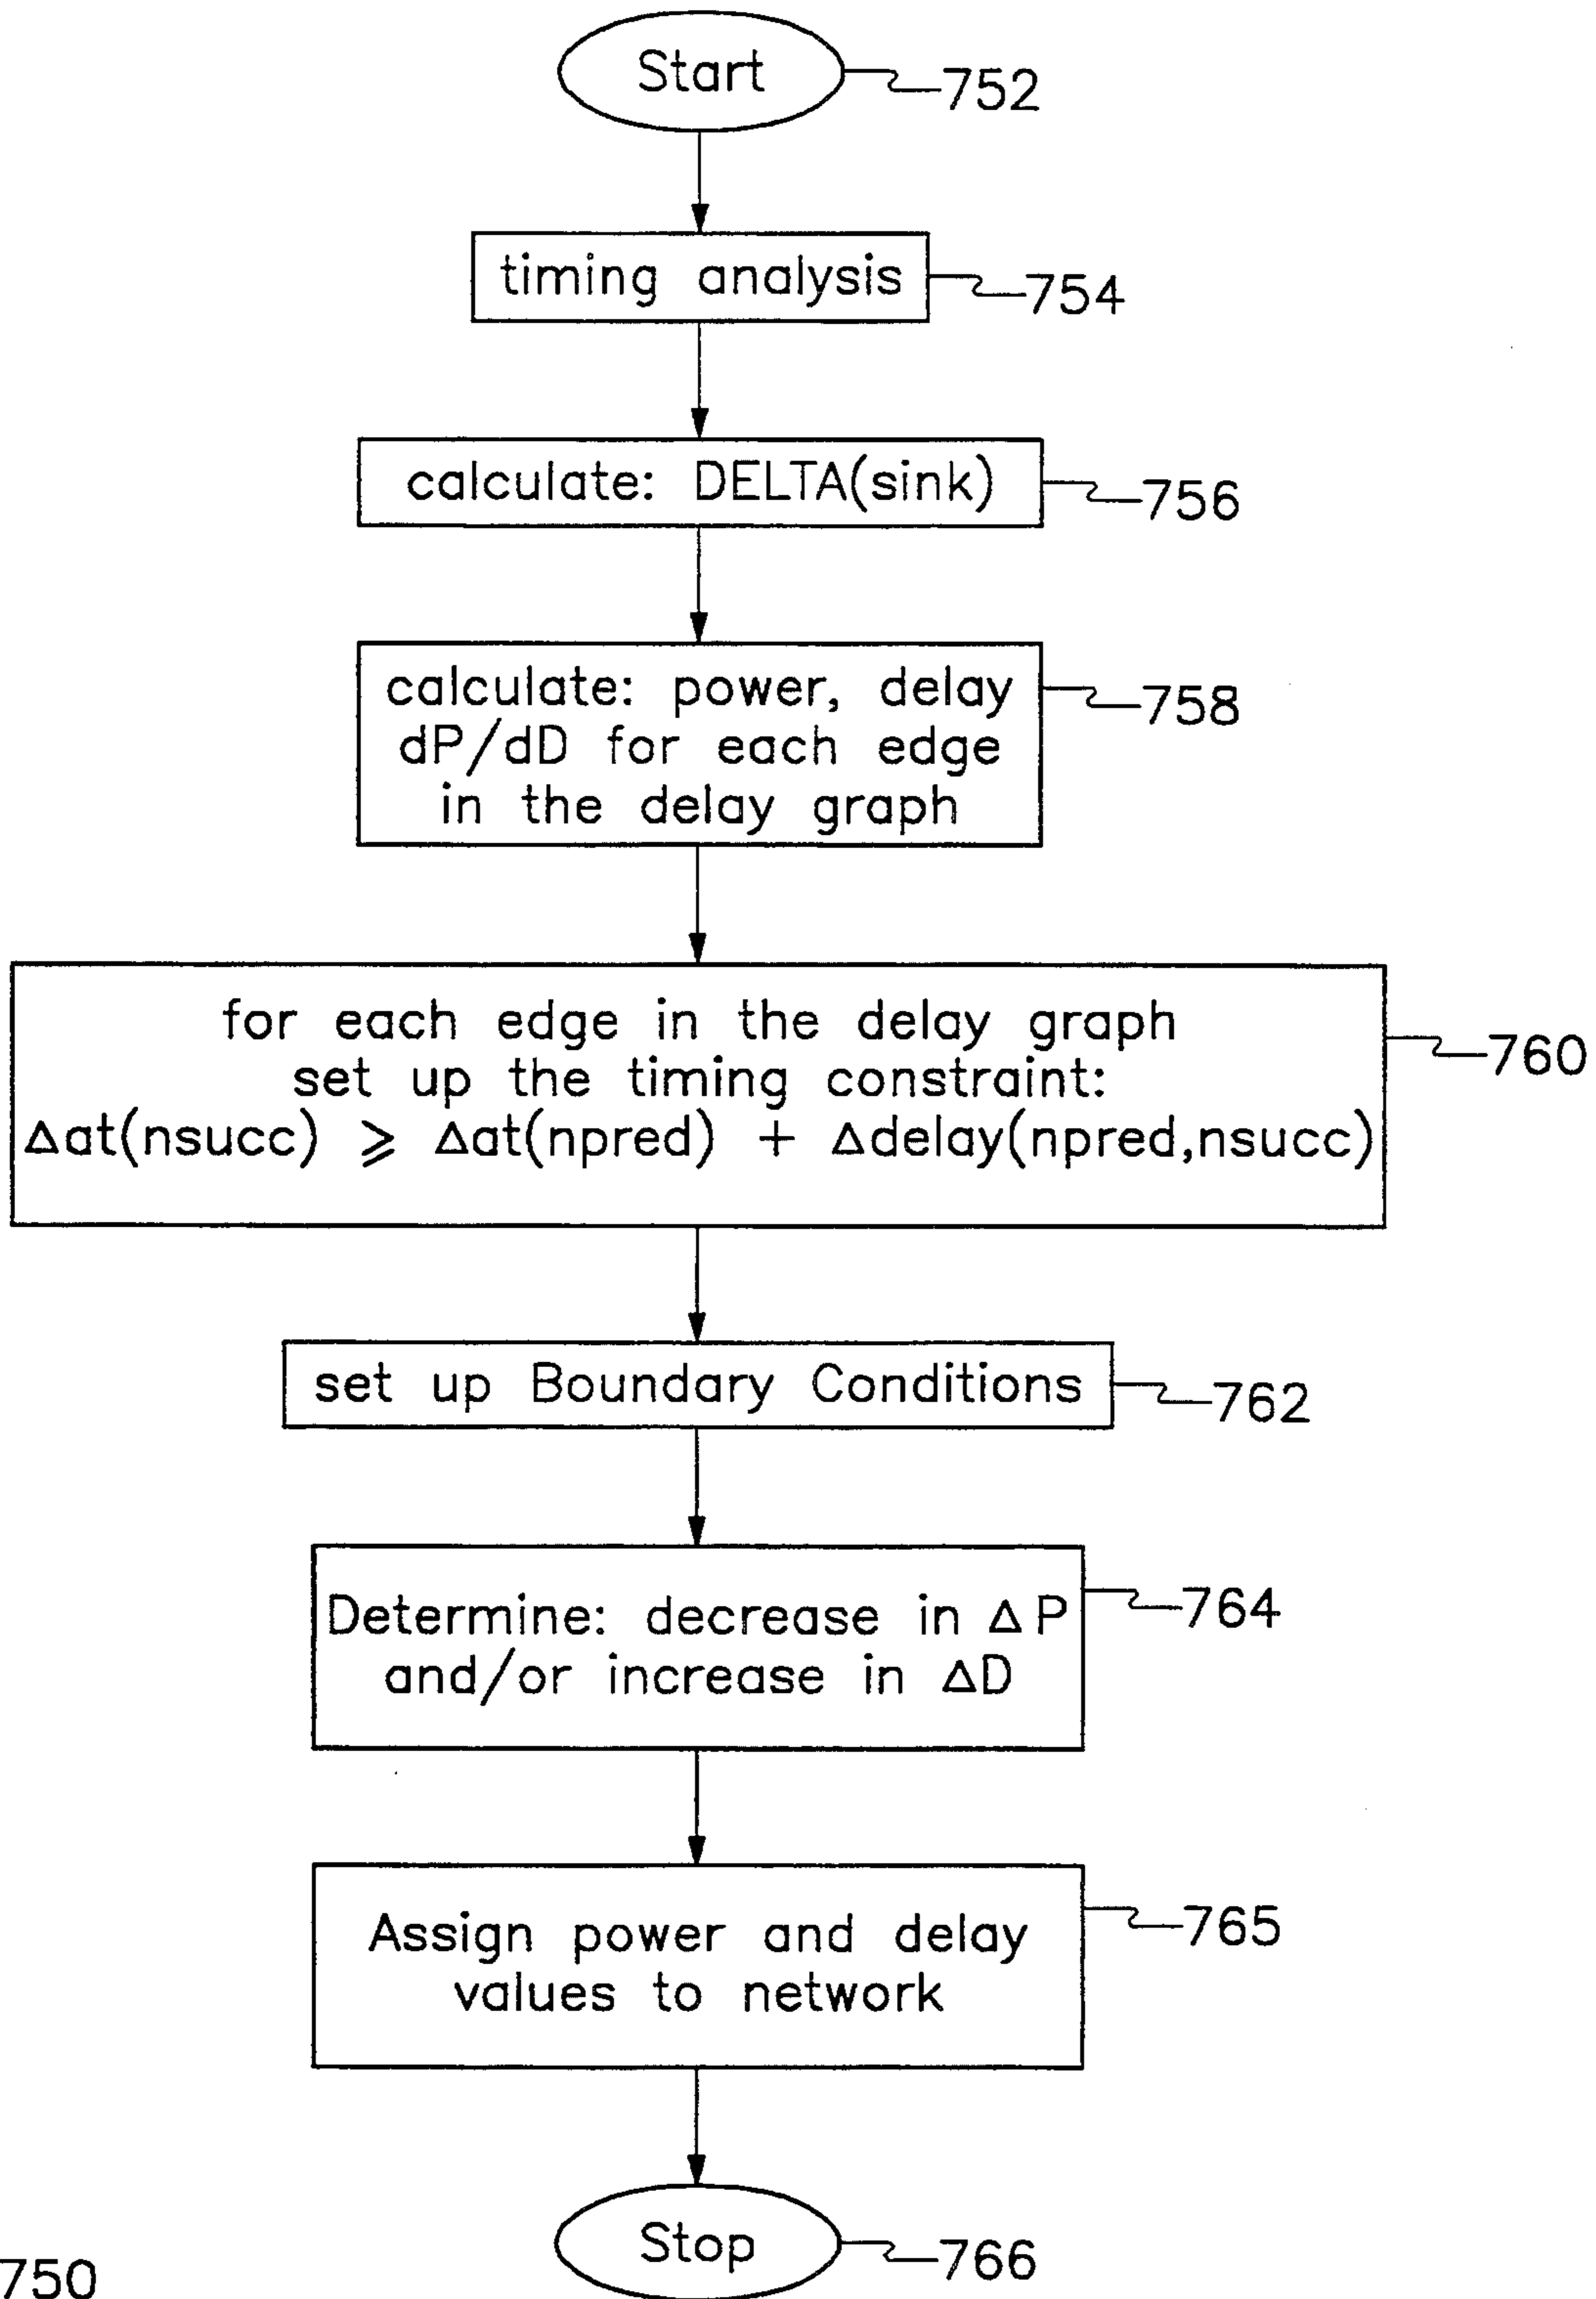 Start
752
timing analysis
754
calculate: DELTA(sink)
756
calculate: power, delay
dP/dD for each edge
in the delay graph
758
for each edge in the delay graph
set up the timing constraint:
Δat(nsucc) ⩾ Δat(npred) + Δdelay(npred,nsucc)
760
set up Boundary Conditions
762
Determine: decrease in ΔP
and/or increase in ΔD
764
Assign power and delay
values to network
765
Stop
766
750